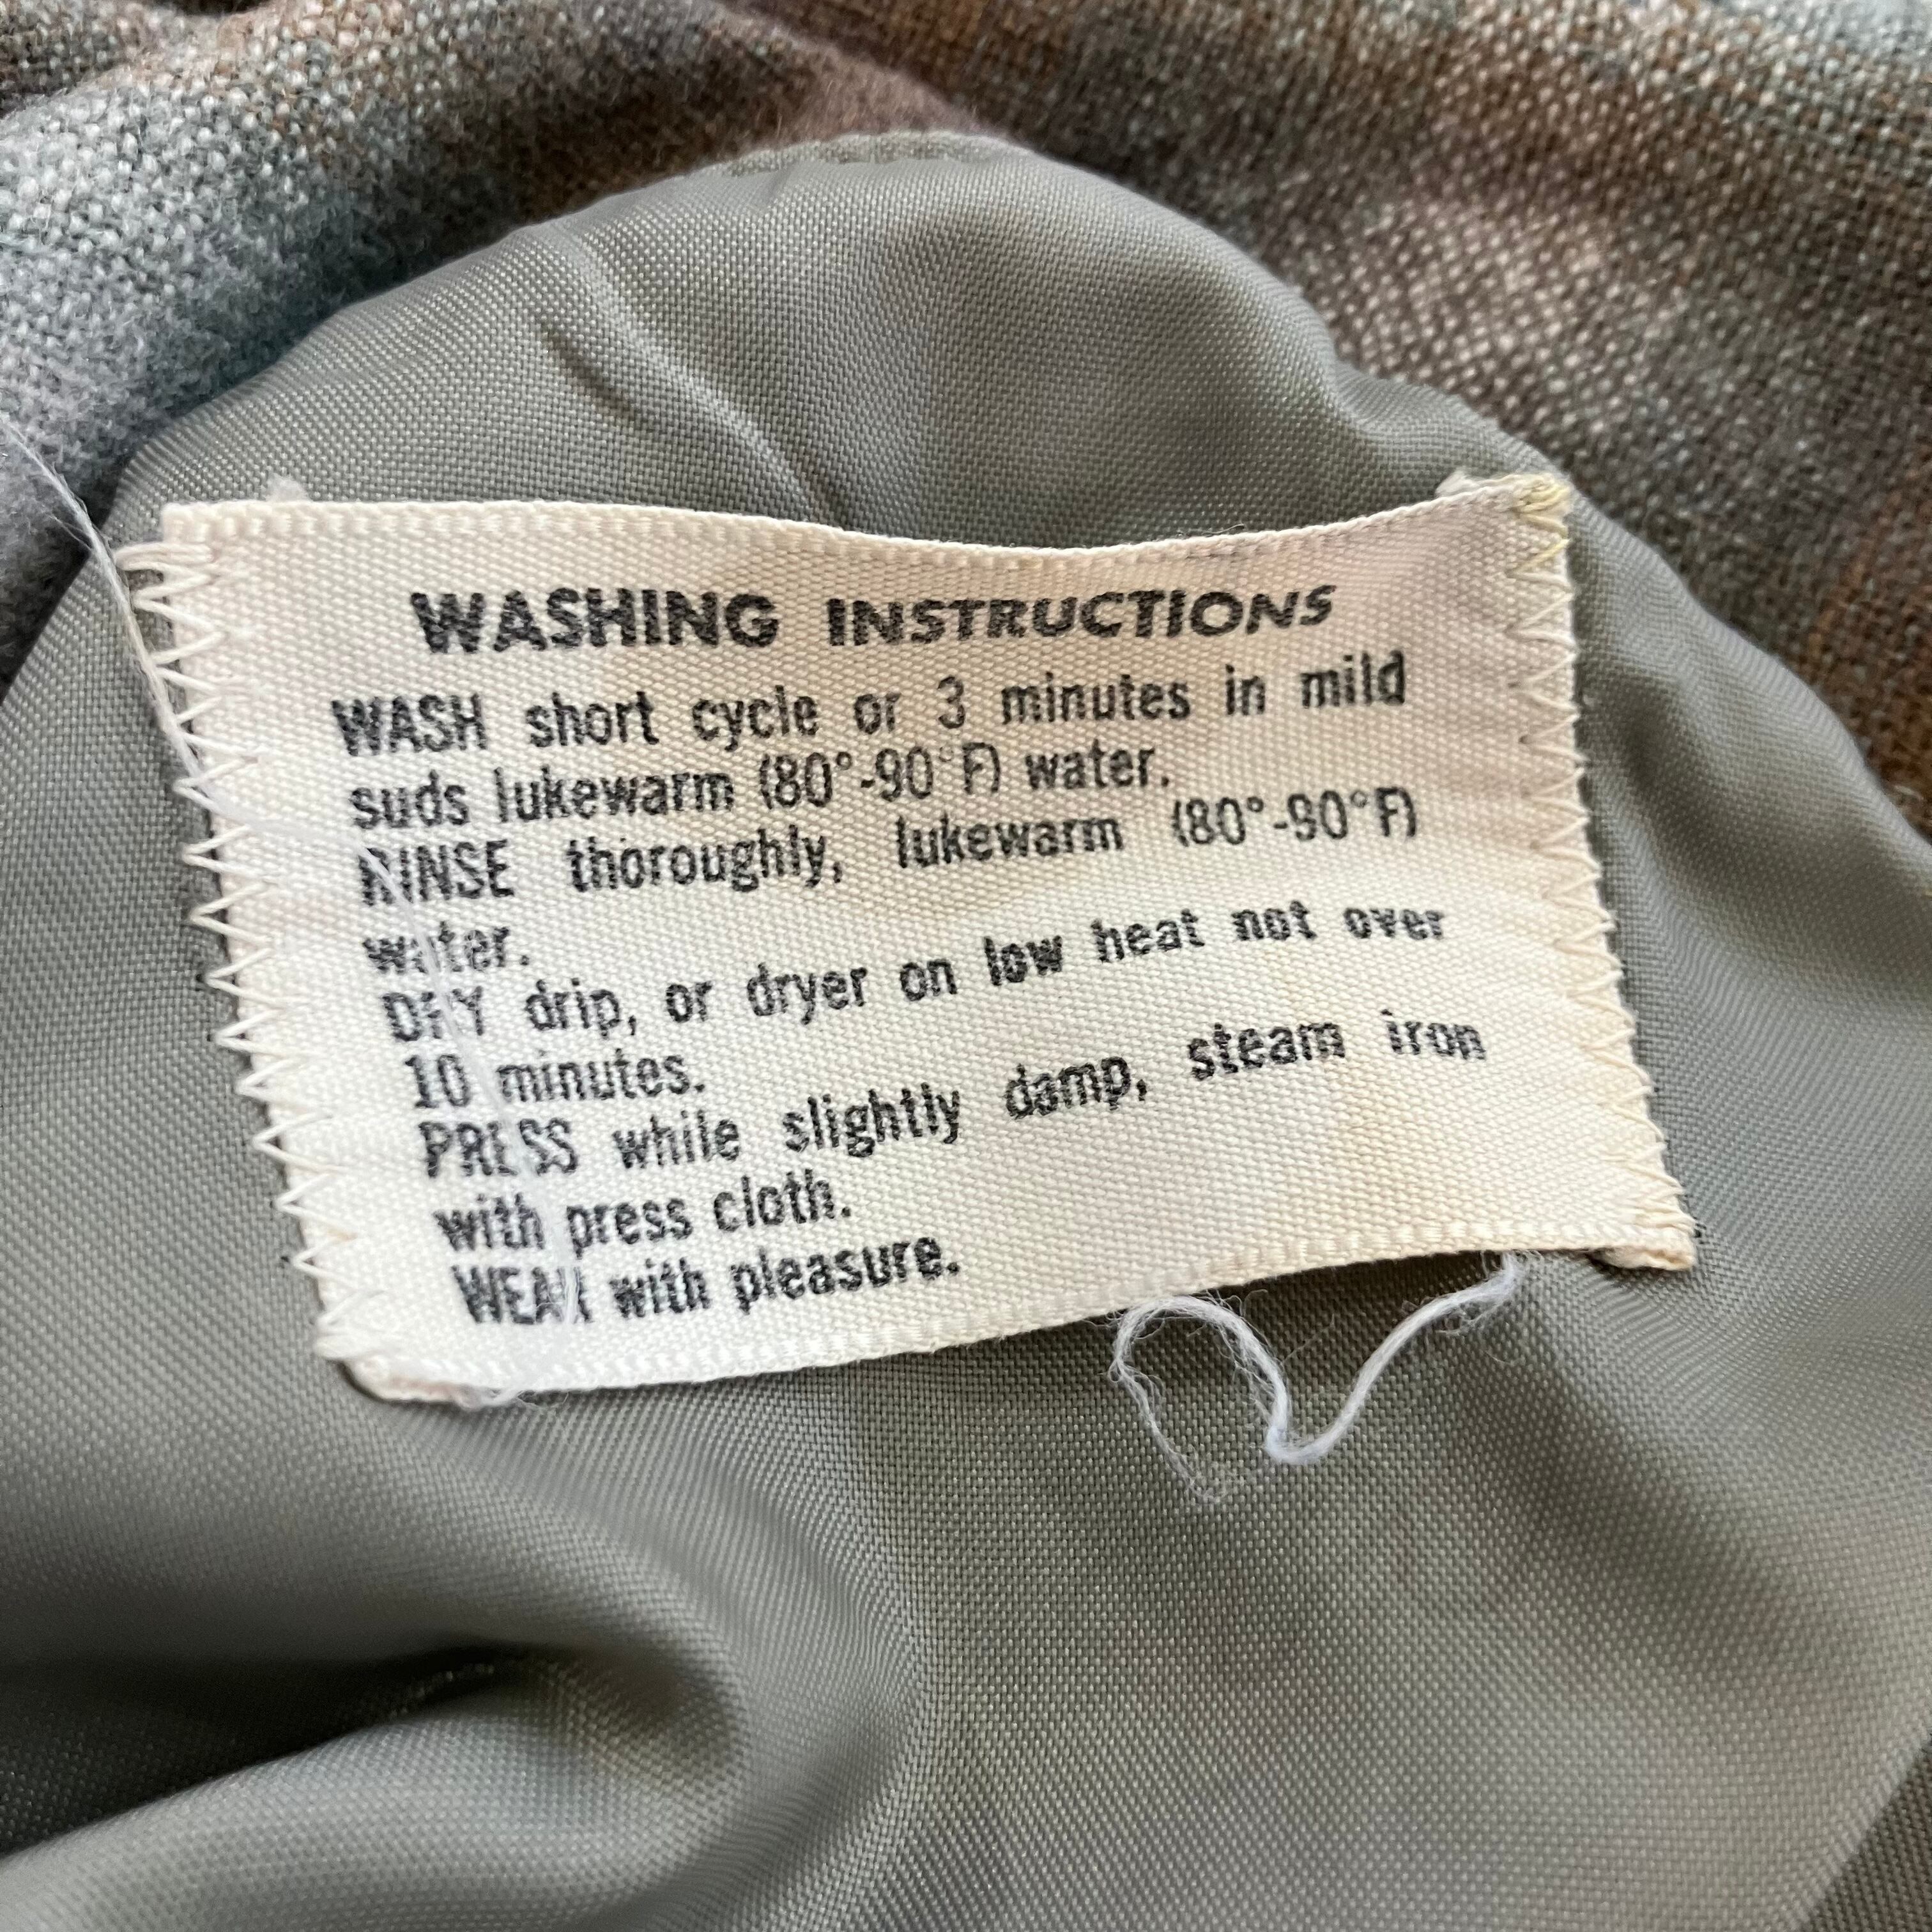 WASHING INSTRUCTIONS
WASH short cycle or 3 minutes in mild
suds lukewarm (80°-90°F) water.
RINSE thoroughly, lukewarm (80°-90°F)
water.
DRY drip, or dryer on low heat not over
10 minutes.
PRESS while slightly damp, steam iron
with press cloth.
WEAR with pleasure.